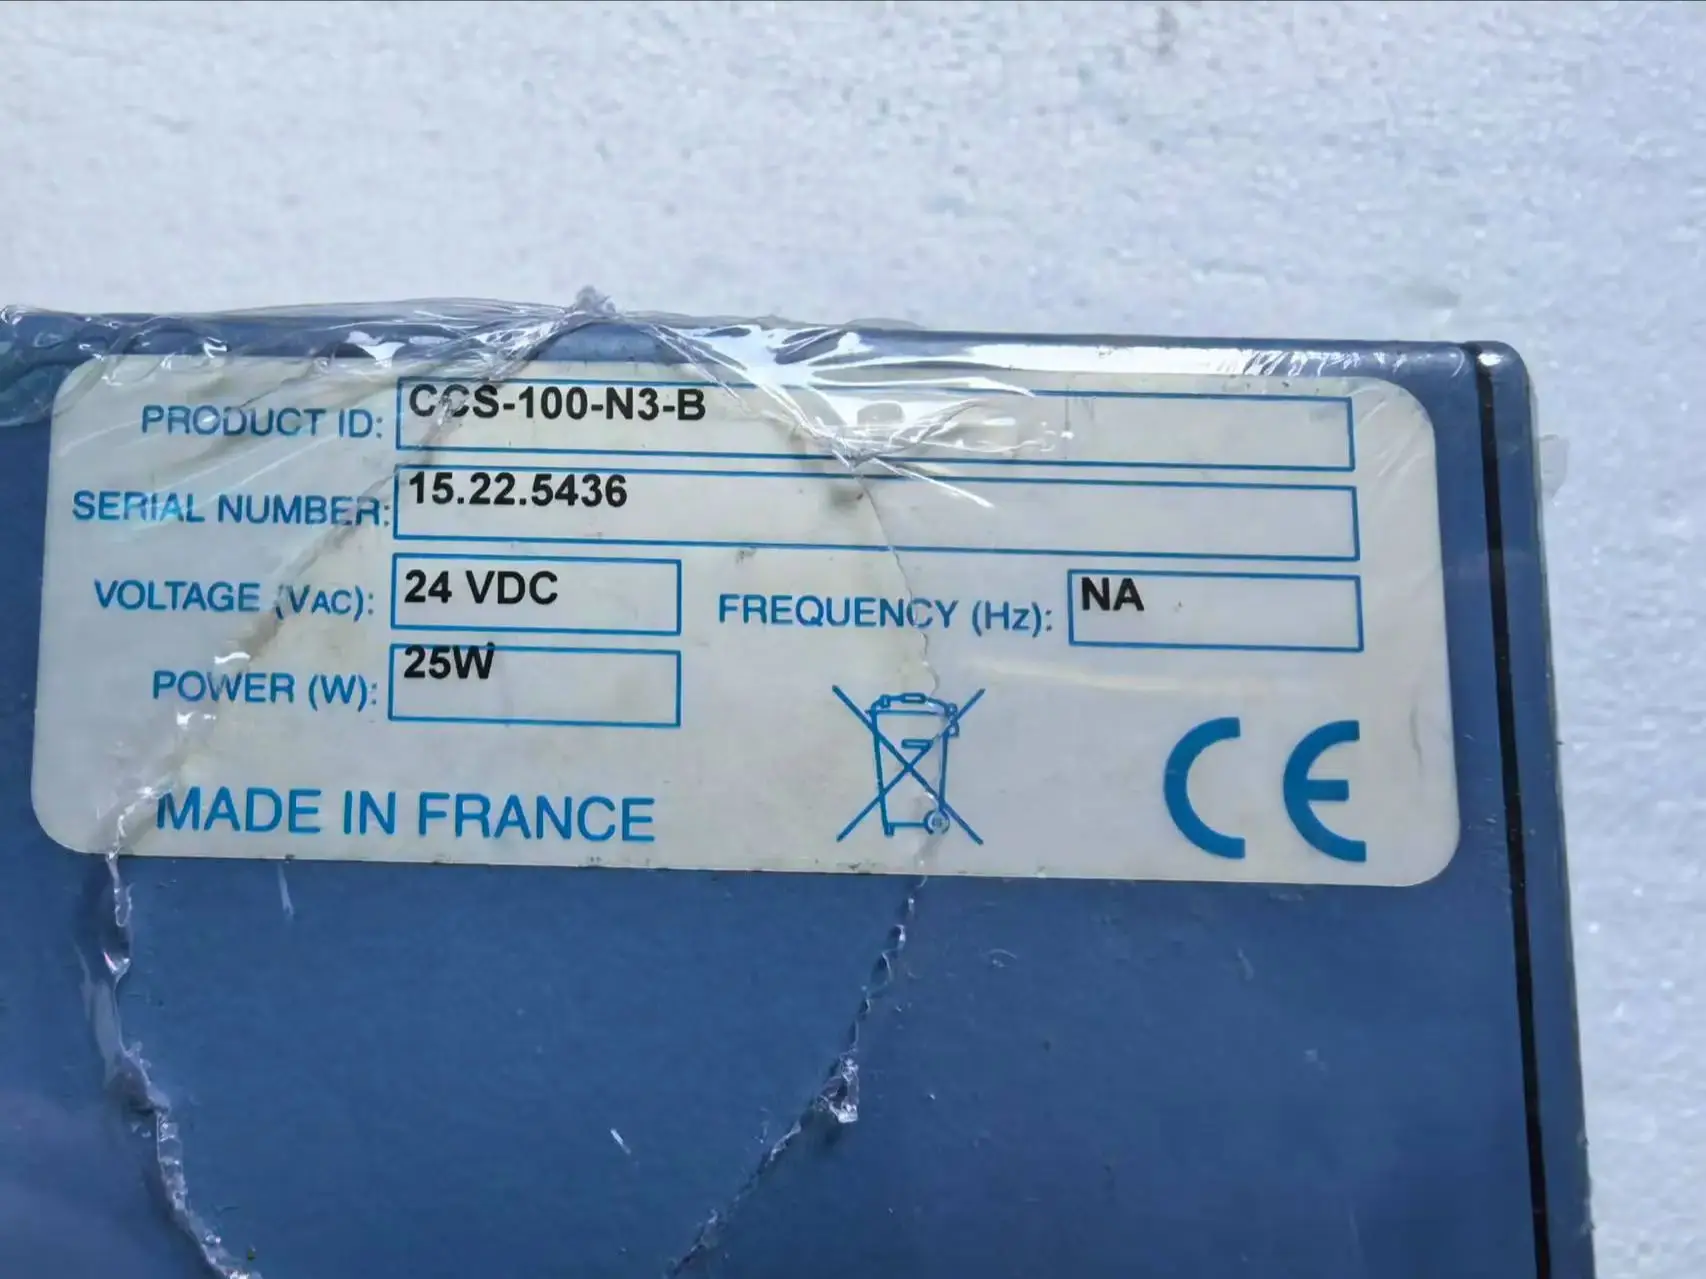 PRODUCT ID: CCS-100-N3-B
SERIAL NUMBER: 15.22.5436
VOLTAGE (VAC): 24 VDC FREQUENCY (Hz): NA
POWER (W): 25W
MADE IN FRANCE CE